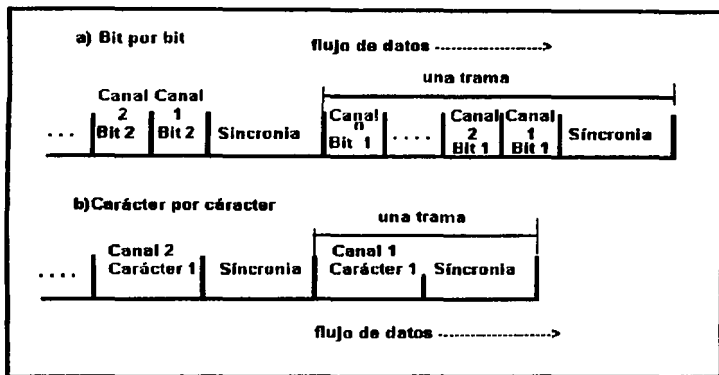 a) Bit por bit
flujo de datos -------------------->
una trama
Canal Canal
2 1
.... Bit 2 Bit 2 Sincronia
Canal n Bit 1
....
Canal 2 Bit 1
Canal 1 Bit 1
Síncronia
b)Carácter por cáracter
una trama
Canal 2
.... Carácter 1 Síncronia
Canal 1
Carácter 1 Síncronia
flujo de datos -------------------->